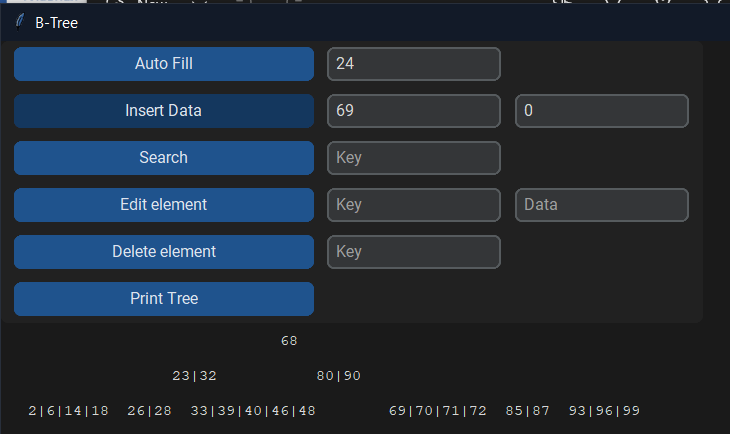 B-Tree
Auto Fill 24
Insert Data 69 0
Search Key
Edit element Key Data
Delete element Key
Print Tree
68
23|32 80|90
2|6|14|18 26|28 33|39|40|46|48 69|70|71|72 85|87 93|96|99